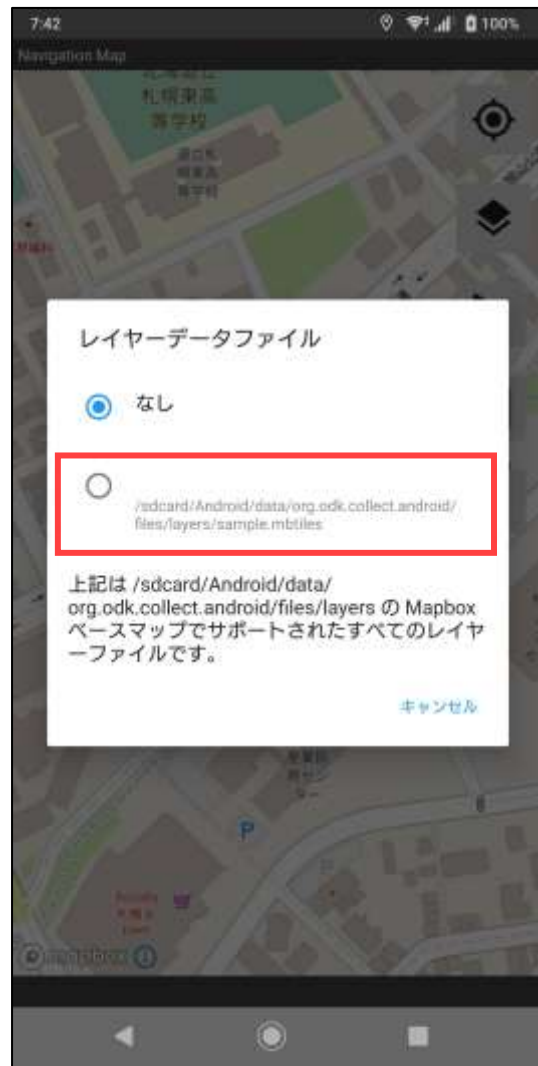 7:42
100%
Navigation Map
札幌東高
等学校
レイヤーデータファイル
なし
/sdcard/Android/data/org.odk.collect.android/
files/layers/sample.mbtiles
上記は /sdcard/Android/data/
org.odk.collect.android/files/layers の Mapbox
ベースマップでサポートされたすべてのレイヤ
ーファイルです。
キャンセル
P
mapbox